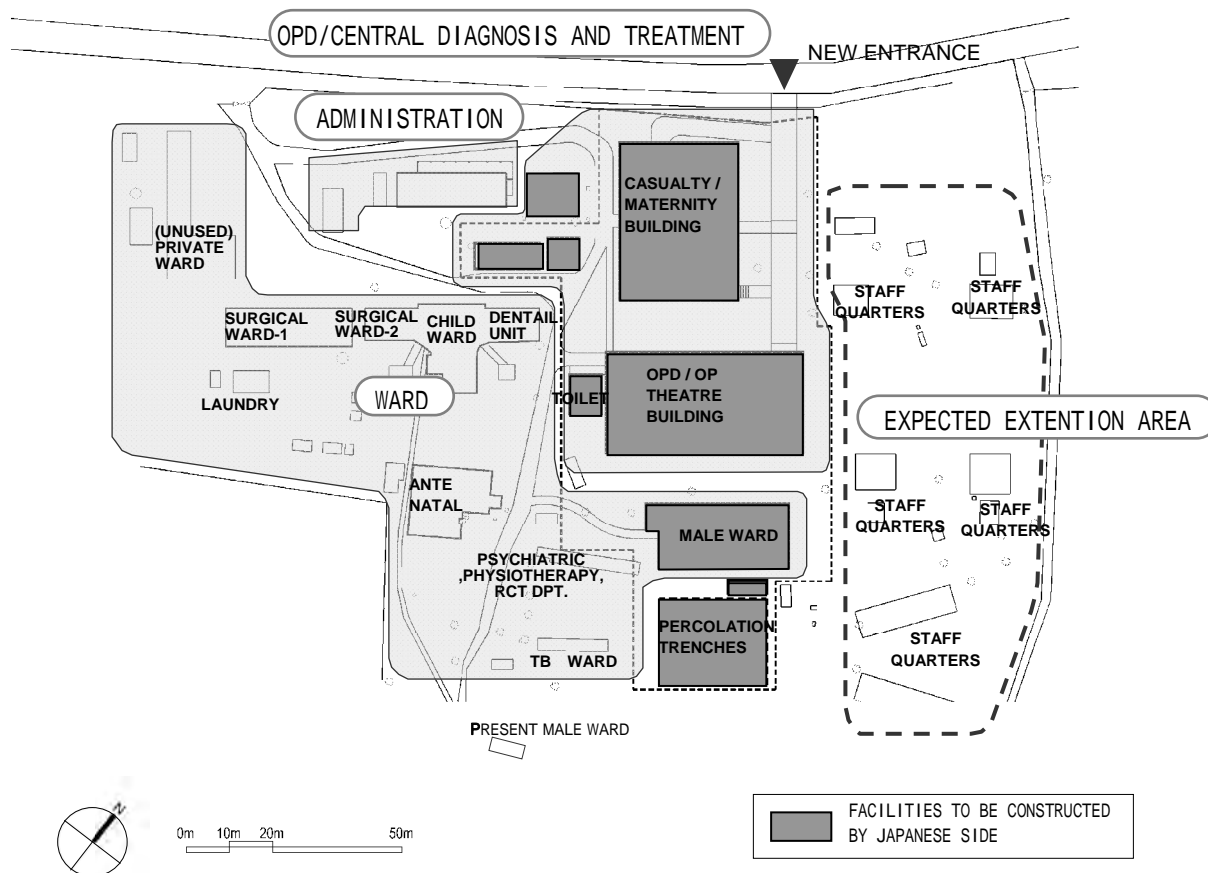 OPD/CENTRAL DIAGNOSIS AND TREATMENT
NEW ENTRANCE
ADMINISTRATION
CASUALTY /
MATERNITY
BUILDING
(UNUSED)
PRIVATE
WARD
STAFF
QUARTERS
STAFF
QUARTERS
SURGICAL
WARD-1
SURGICAL
WARD-2
CHILD
WARD
DENTAIL
UNIT
LAUNDRY
WARD
TOILET
OPD / OP
THEATRE
BUILDING
EXPECTED EXTENTION AREA
ANTE
NATAL
STAFF
QUARTERS
STAFF
QUARTERS
MALE WARD
PSYCHIATRIC
,PHYSIOTHERAPY,
RCT DPT.
PERCOLATION
TRENCHES
STAFF
QUARTERS
TB WARD
PRESENT MALE WARD
N
0m 10m 20m 50m
FACILITIES TO BE CONSTRUCTED
BY JAPANESE SIDE